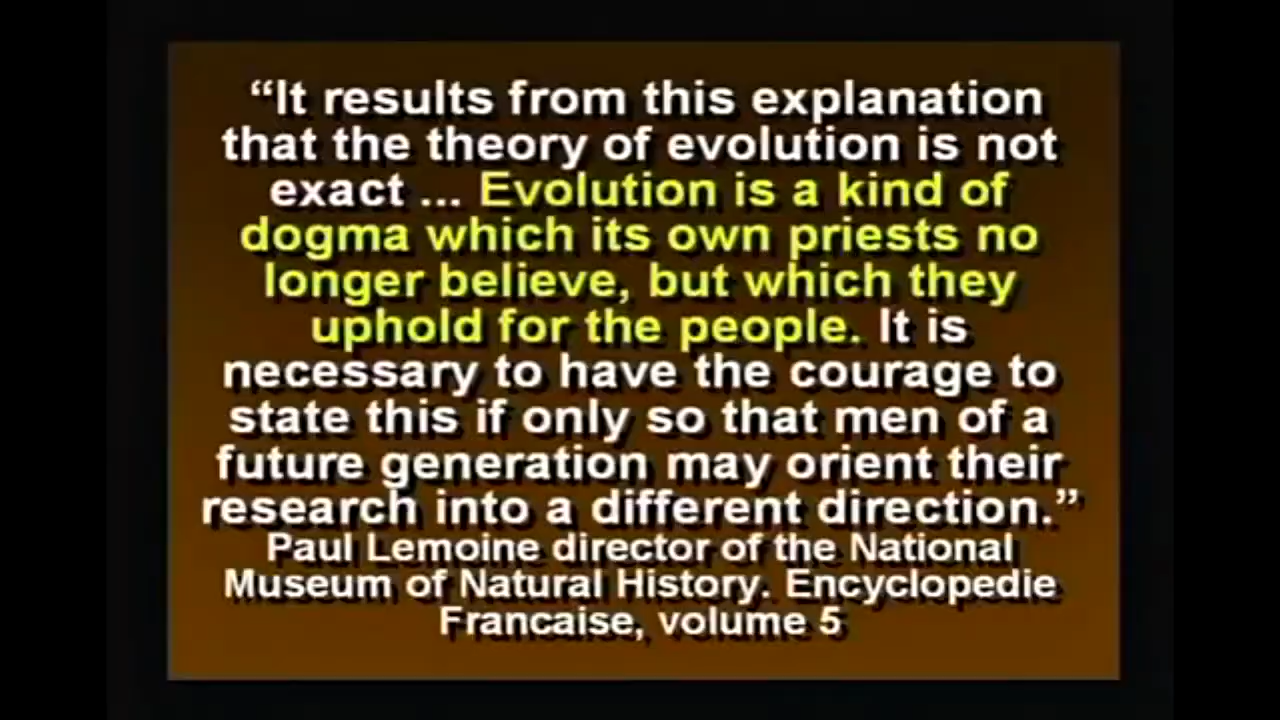 “It results from this explanation
that the theory of evolution is not
exact ... Evolution is a kind of
dogma which its own priests no
longer believe, but which they
uphold for the people. It is
necessary to have the courage to
state this if only so that men of a
future generation may orient their
research into a different direction.”
Paul Lemoine director of the National
Museum of Natural History. Encyclopedie
Francaise, volume 5